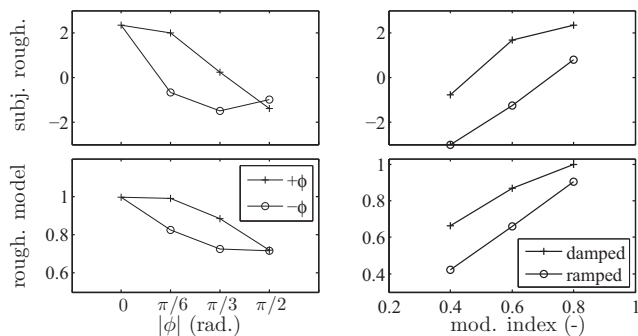 subj. rough.
2
0
−2
2
0
−2
rough. model
1
0.8
0.6
+ϕ
−ϕ
0 π/6 π/3 π/2
|ϕ| (rad.)
1
0.8
0.6
0.4
damped
ramped
0.2 0.4 0.6 0.8 1
mod. index (-)